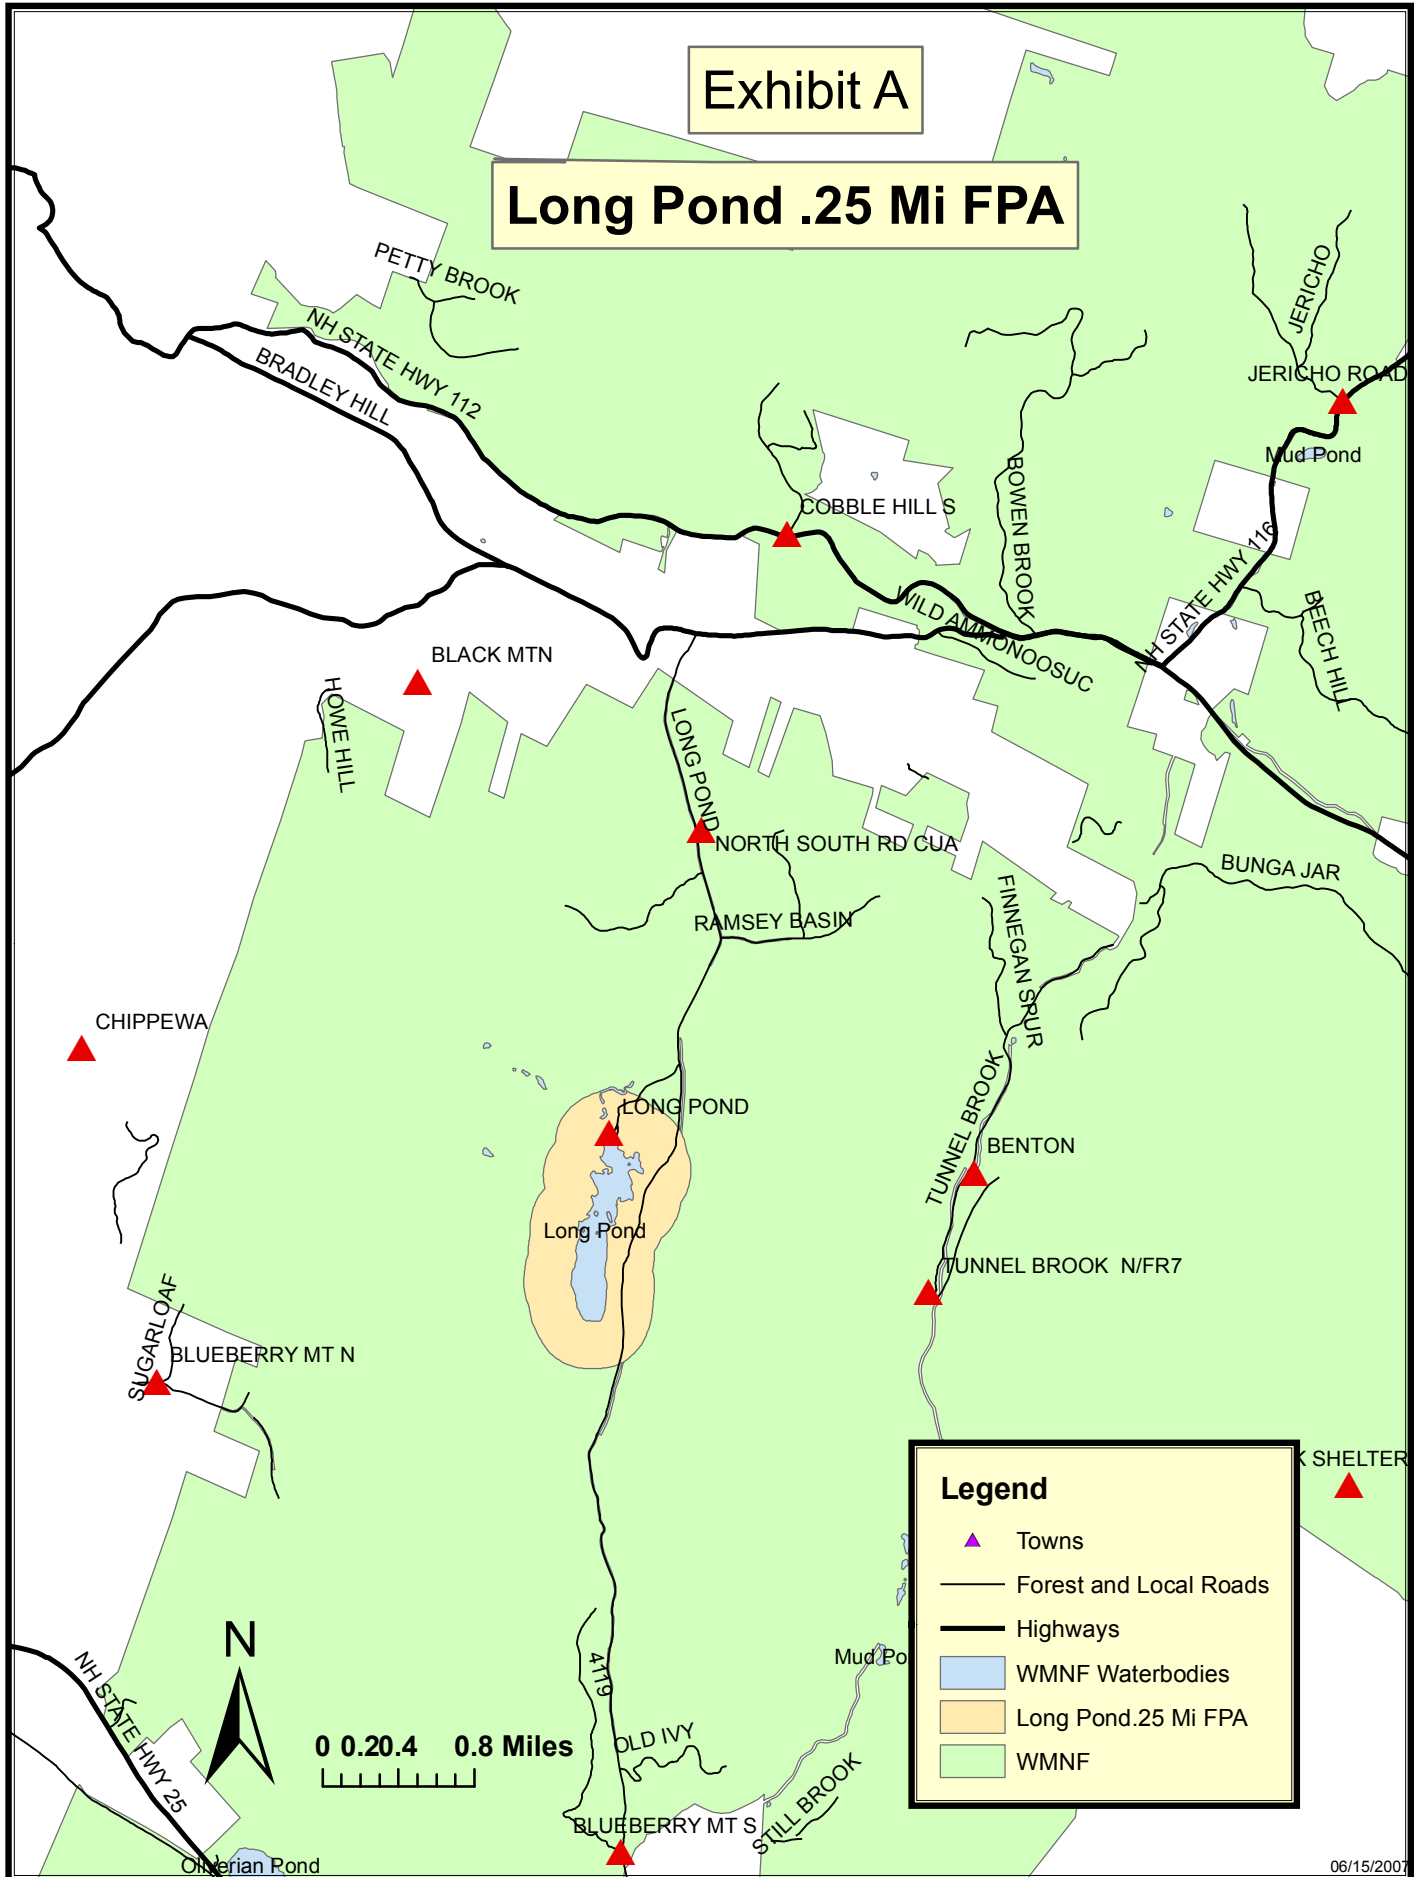 Exhibit A
Long Pond .25 Mi FPA
PETTY BROOK
NH STATE HWY 112
BRADLEY HILL
JERICHO
JERICHO ROAD
Mud Pond
COBBLE HILL S
BOWEN BROOK
NH STATE HWY 116
WILD AMMONOOSUC
BEECH HILL
BLACK MTN
HOWE HILL
LONG POND
NORTH SOUTH RD CUA
BUNGA JAR
RAMSEY BASIN
FINNEGAN SPUR
CHIPPEWA
TUNNEL BROOK
LONG POND
BENTON
Long Pond
TUNNEL BROOK N/FR7
SUGARLOAF
BLUEBERRY MT N
K SHELTER
Legend
Towns
Forest and Local Roads
Highways
WMNF Waterbodies
Long Pond.25 Mi FPA
WMNF
N
Mud Po
4119
NH STATE HWY 25
0 0.20.4 0.8 Miles
OLD IVY
STILL BROOK
BLUEBERRY MT S
Oliverian Pond
06/15/2007